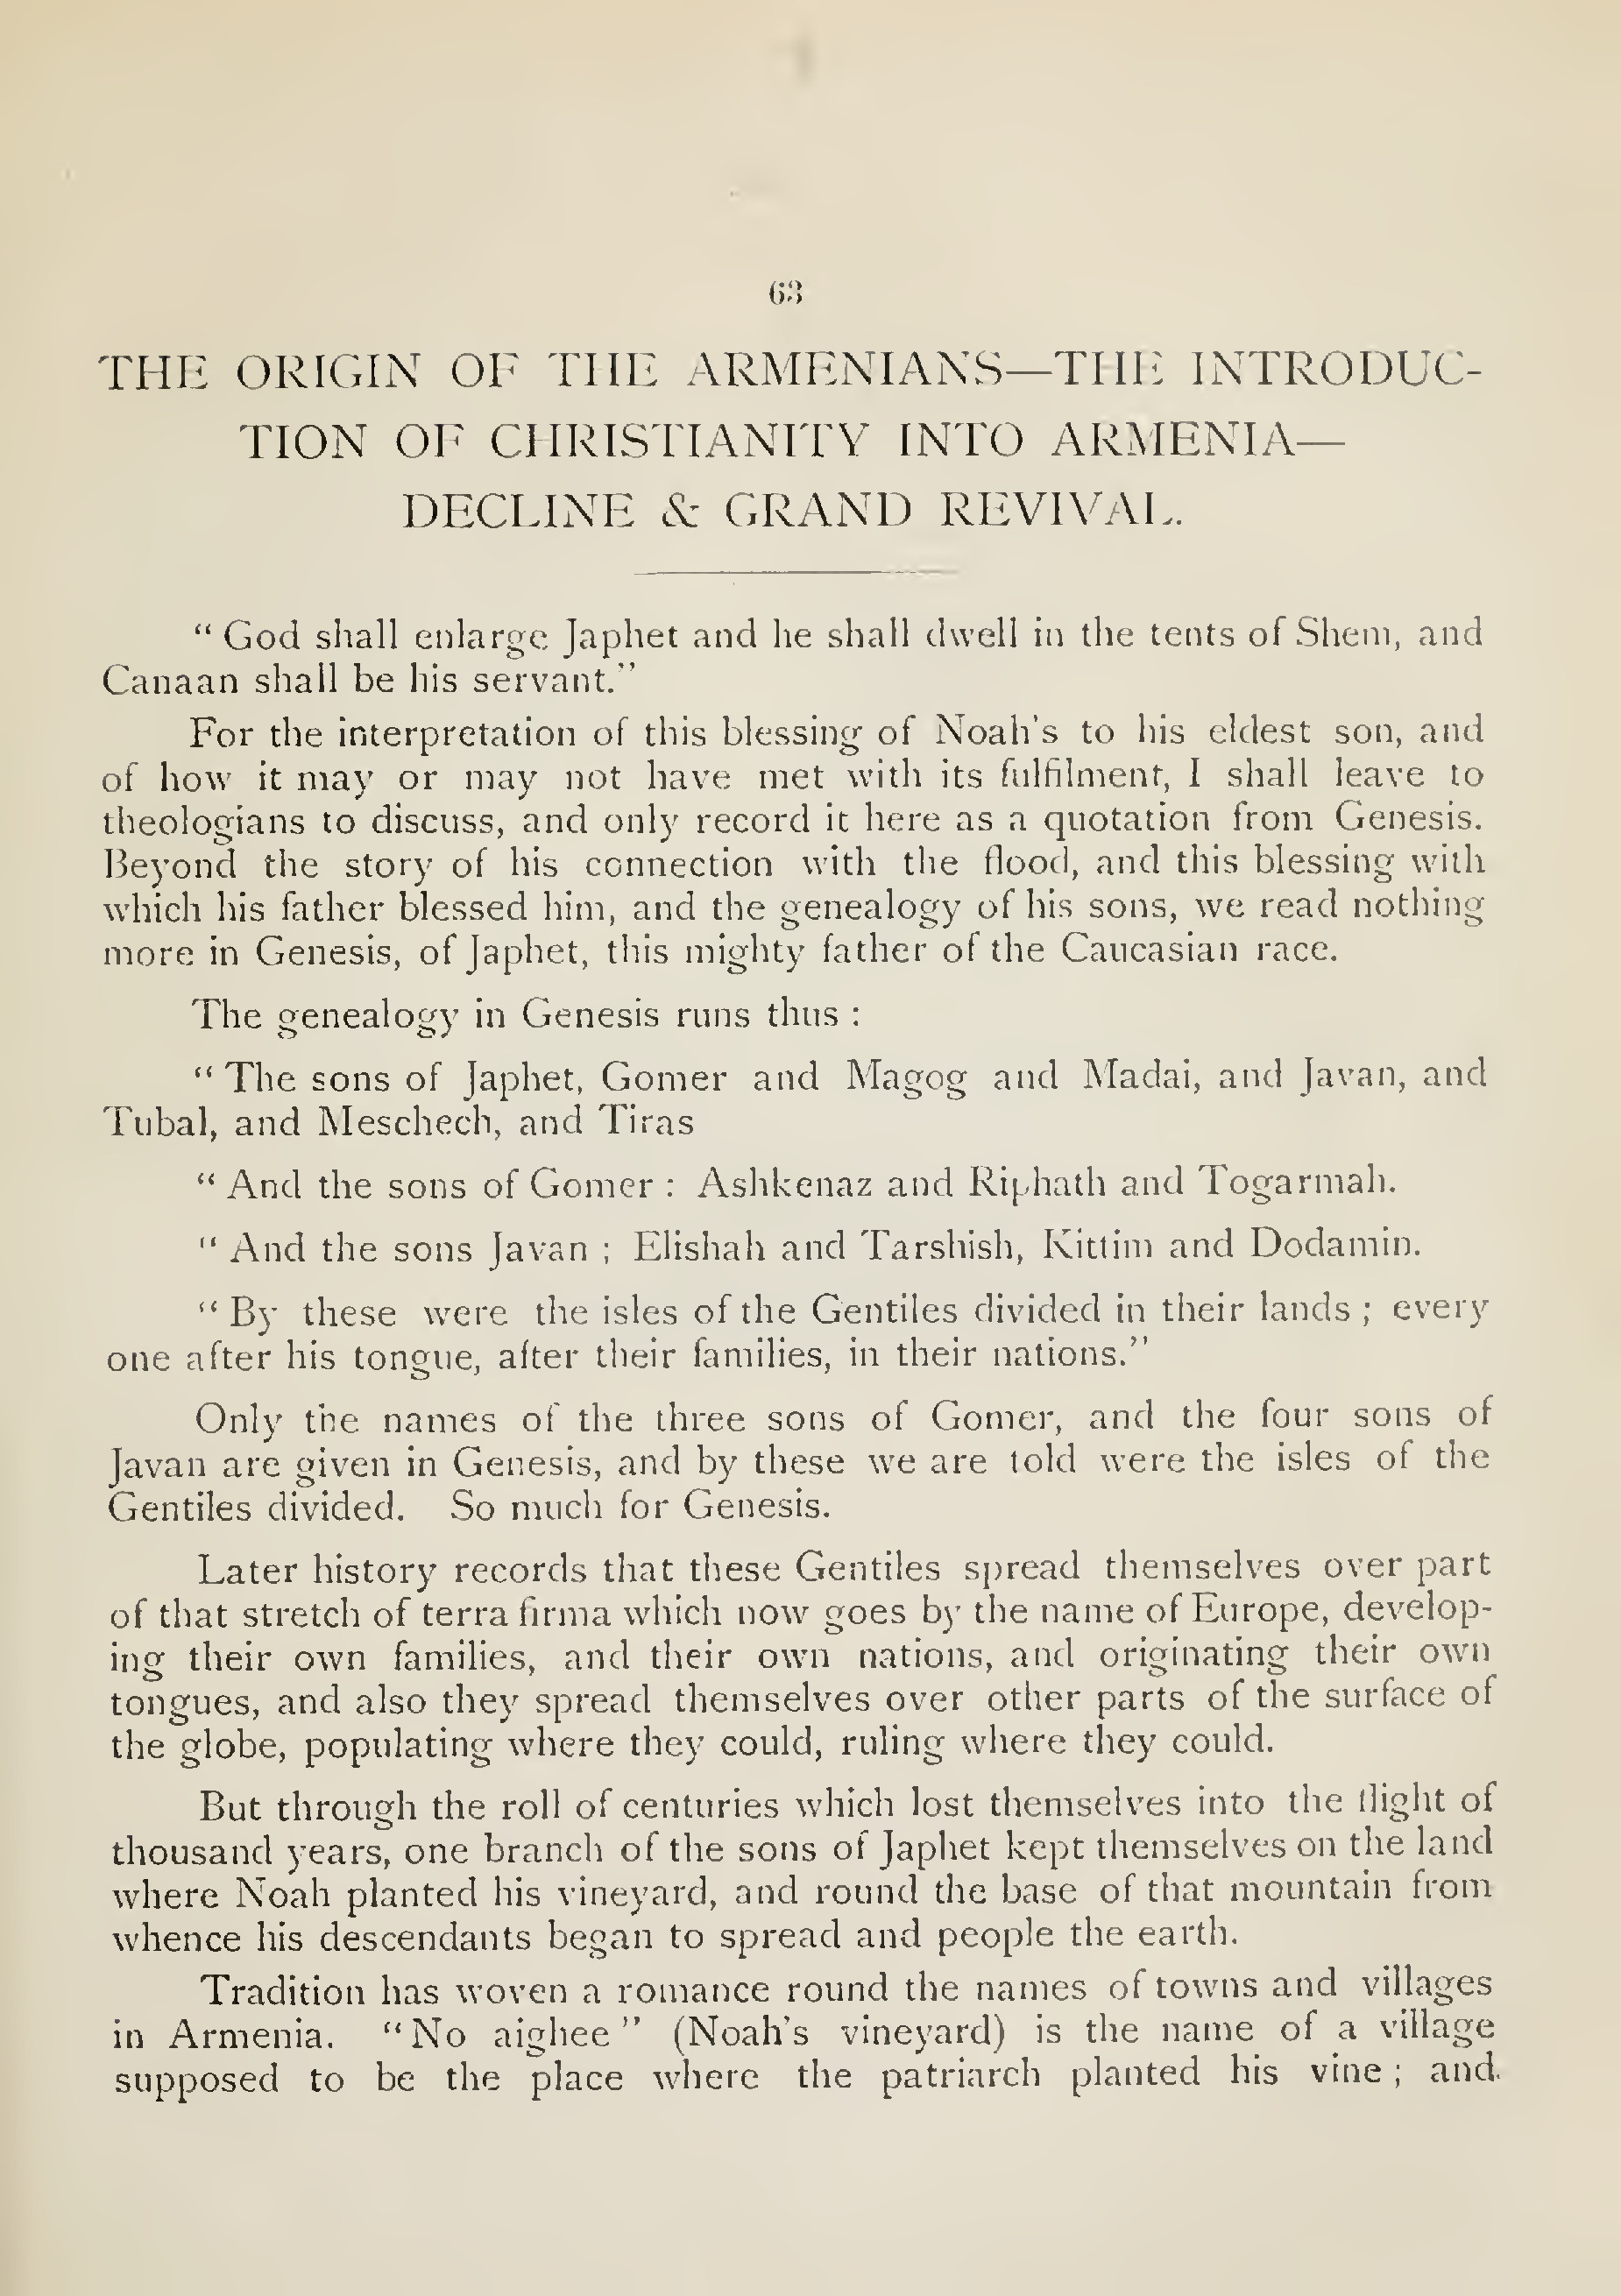 63
THE ORIGIN OF THE ARMENIANS—THE INTRODUC-
TION OF CHRISTIANITY INTO ARMENIA—
DECLINE & GRAND REVIVAL.
“ God shall enlarge Japhet and he shall dwell in the tents of Shem, and
Canaan shall be his servant.”
For the interpretation of this blessing of Noah’s to his eldest son, and
of how it may or may not have met with its fulfilment, I shall leave to
theologians to discuss, and only record it here as a quotation from Genesis.
Beyond the story of his connection with the flood, and this blessing with
which his father blessed him, and the genealogy of his sons, we read nothing
more in Genesis, of Japhet, this mighty father of the Caucasian race.
The genealogy in Genesis runs thus :
“ The sons of Japhet, Gomer and Magog and Madai, and Javan, and
Tubal, and Meschech, and Tiras
“ And the sons of Gomer : Ashkenaz and Riphath and Togarmah.
“ And the sons Javan ; Elishah and Tarshish, Kittim and Dodamin.
“ By these were the isles of the Gentiles divided in their lands ; every
one after his tongue, after their families, in their nations.”
Only the names of the three sons of Gomer, and the four sons of
Javan are given in Genesis, and by these we are told were the isles of the
Gentiles divided. So much for Genesis.
Later history records that these Gentiles spread themselves over part
of that stretch of terra firma which now goes by the name of Europe, develop-
ing their own families, and their own nations, and originating their own
tongues, and also they spread themselves over other parts of the surface of
the globe, populating where they could, ruling where they could.
But through the roll of centuries which lost themselves into the flight of
thousand years, one branch of the sons of Japhet kept themselves on the land
where Noah planted his vineyard, and round the base of that mountain from
whence his descendants began to spread and people the earth.
Tradition has woven a romance round the names of towns and villages
in Armenia. “No aighee” (Noah’s vineyard) is the name of a village
supposed to be the place where the patriarch planted his vine ; and